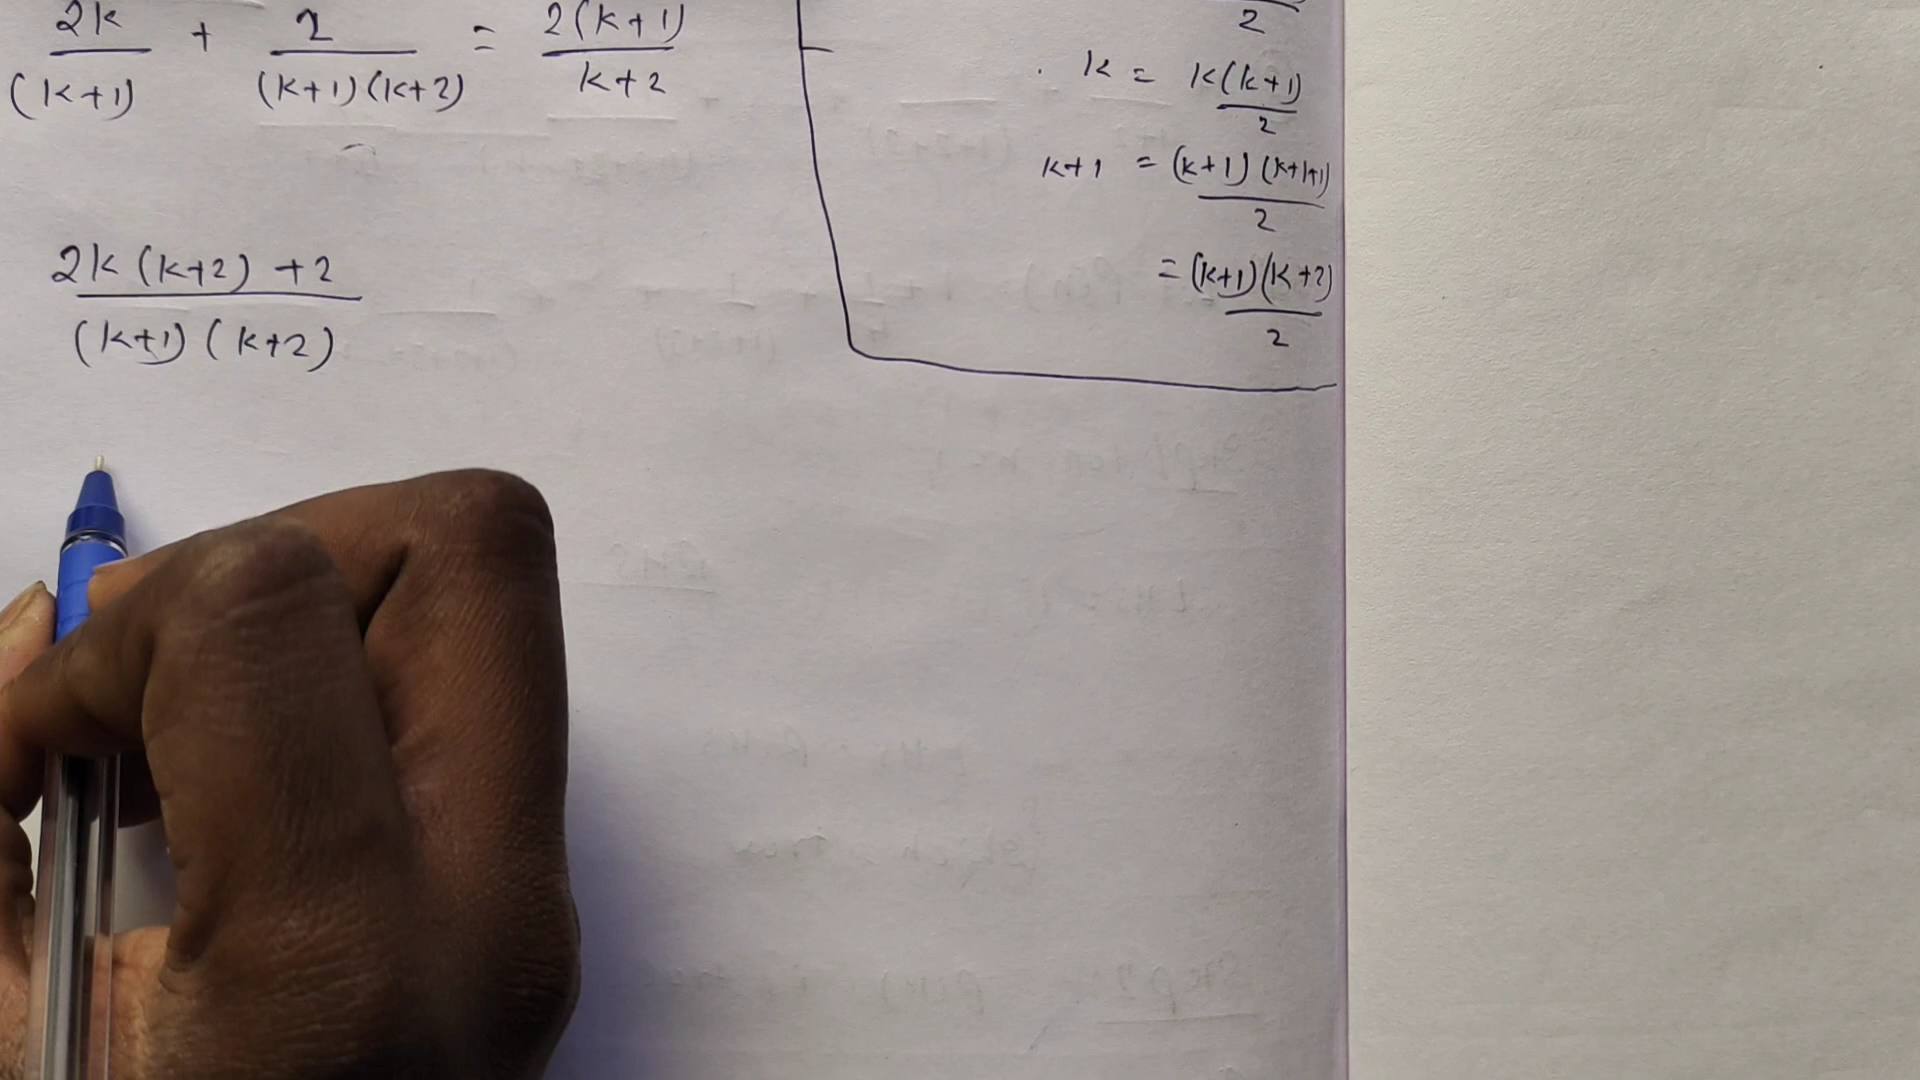 2k/(k+1) + 2/(k+1)(k+2) = 2(k+1)/k+2
2k(k+2)+2/(k+1)(k+2)
2
k = k(k+1)/2
k+1 = (k+1)(k+1+1)/2
= (k+1)(k+2)/2